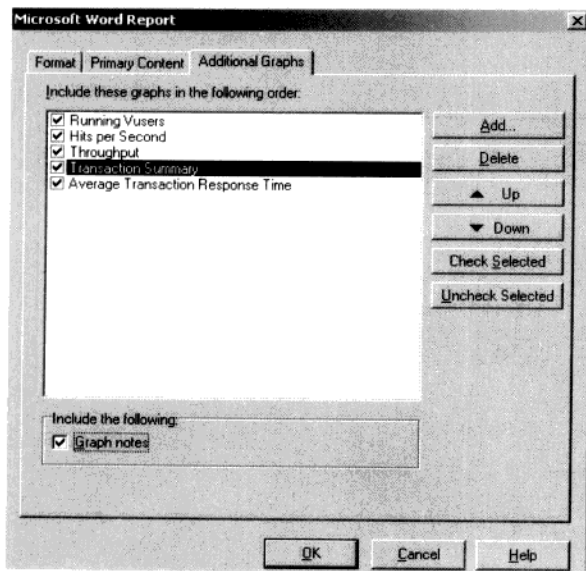 Microsoft Word Report
Format Primary Content Additional Graphs
Include these graphs in the following order:
Running Vusers
Hits per Second
Throughput
Transaction Summary
Average Transaction Response Time
Add...
Delete
Up
Down
Check Selected
Uncheck Selected
Include the following:
Graph notes
OK Cancel Help